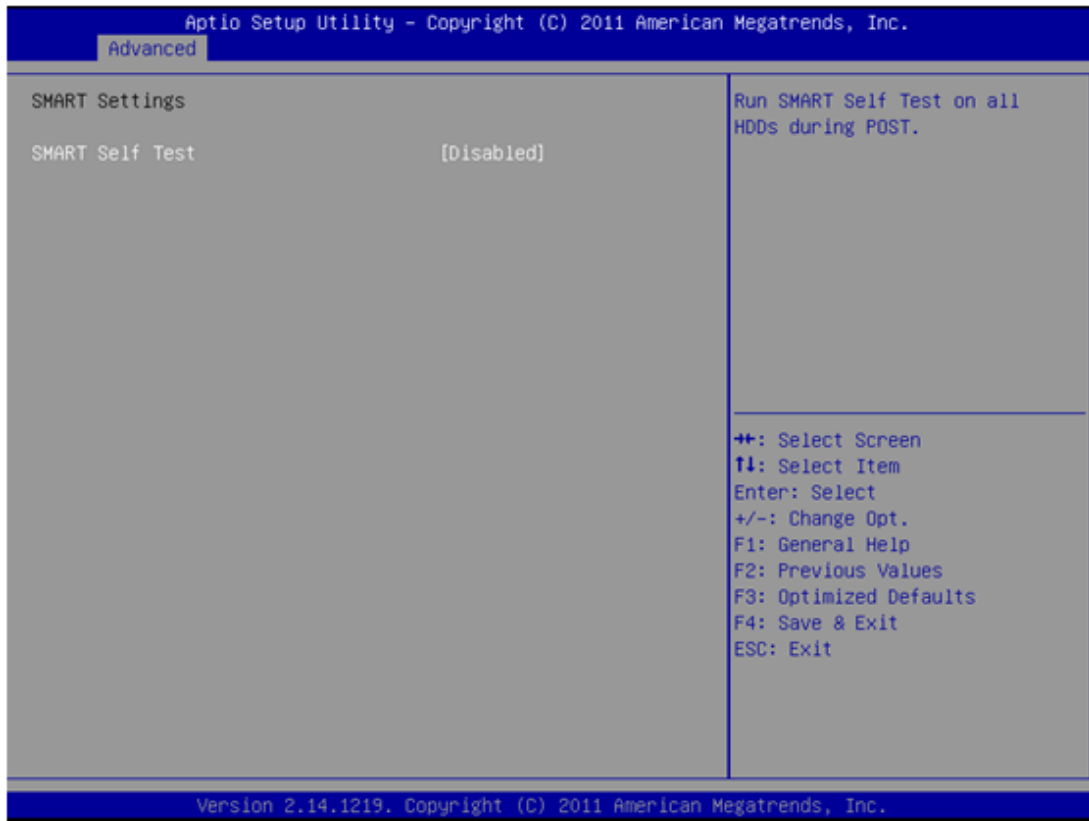 Aptio Setup Utility – Copyright (C) 2011 American Megatrends, Inc.
Advanced
SMART Settings
SMART Self Test [Disabled]
Run SMART Self Test on all
HDDs during POST.
→←: Select Screen
↑↓: Select Item
Enter: Select
+/-: Change Opt.
F1: General Help
F2: Previous Values
F3: Optimized Defaults
F4: Save & Exit
ESC: Exit
Version 2.14.1219. Copyright (C) 2011 American Megatrends, Inc.